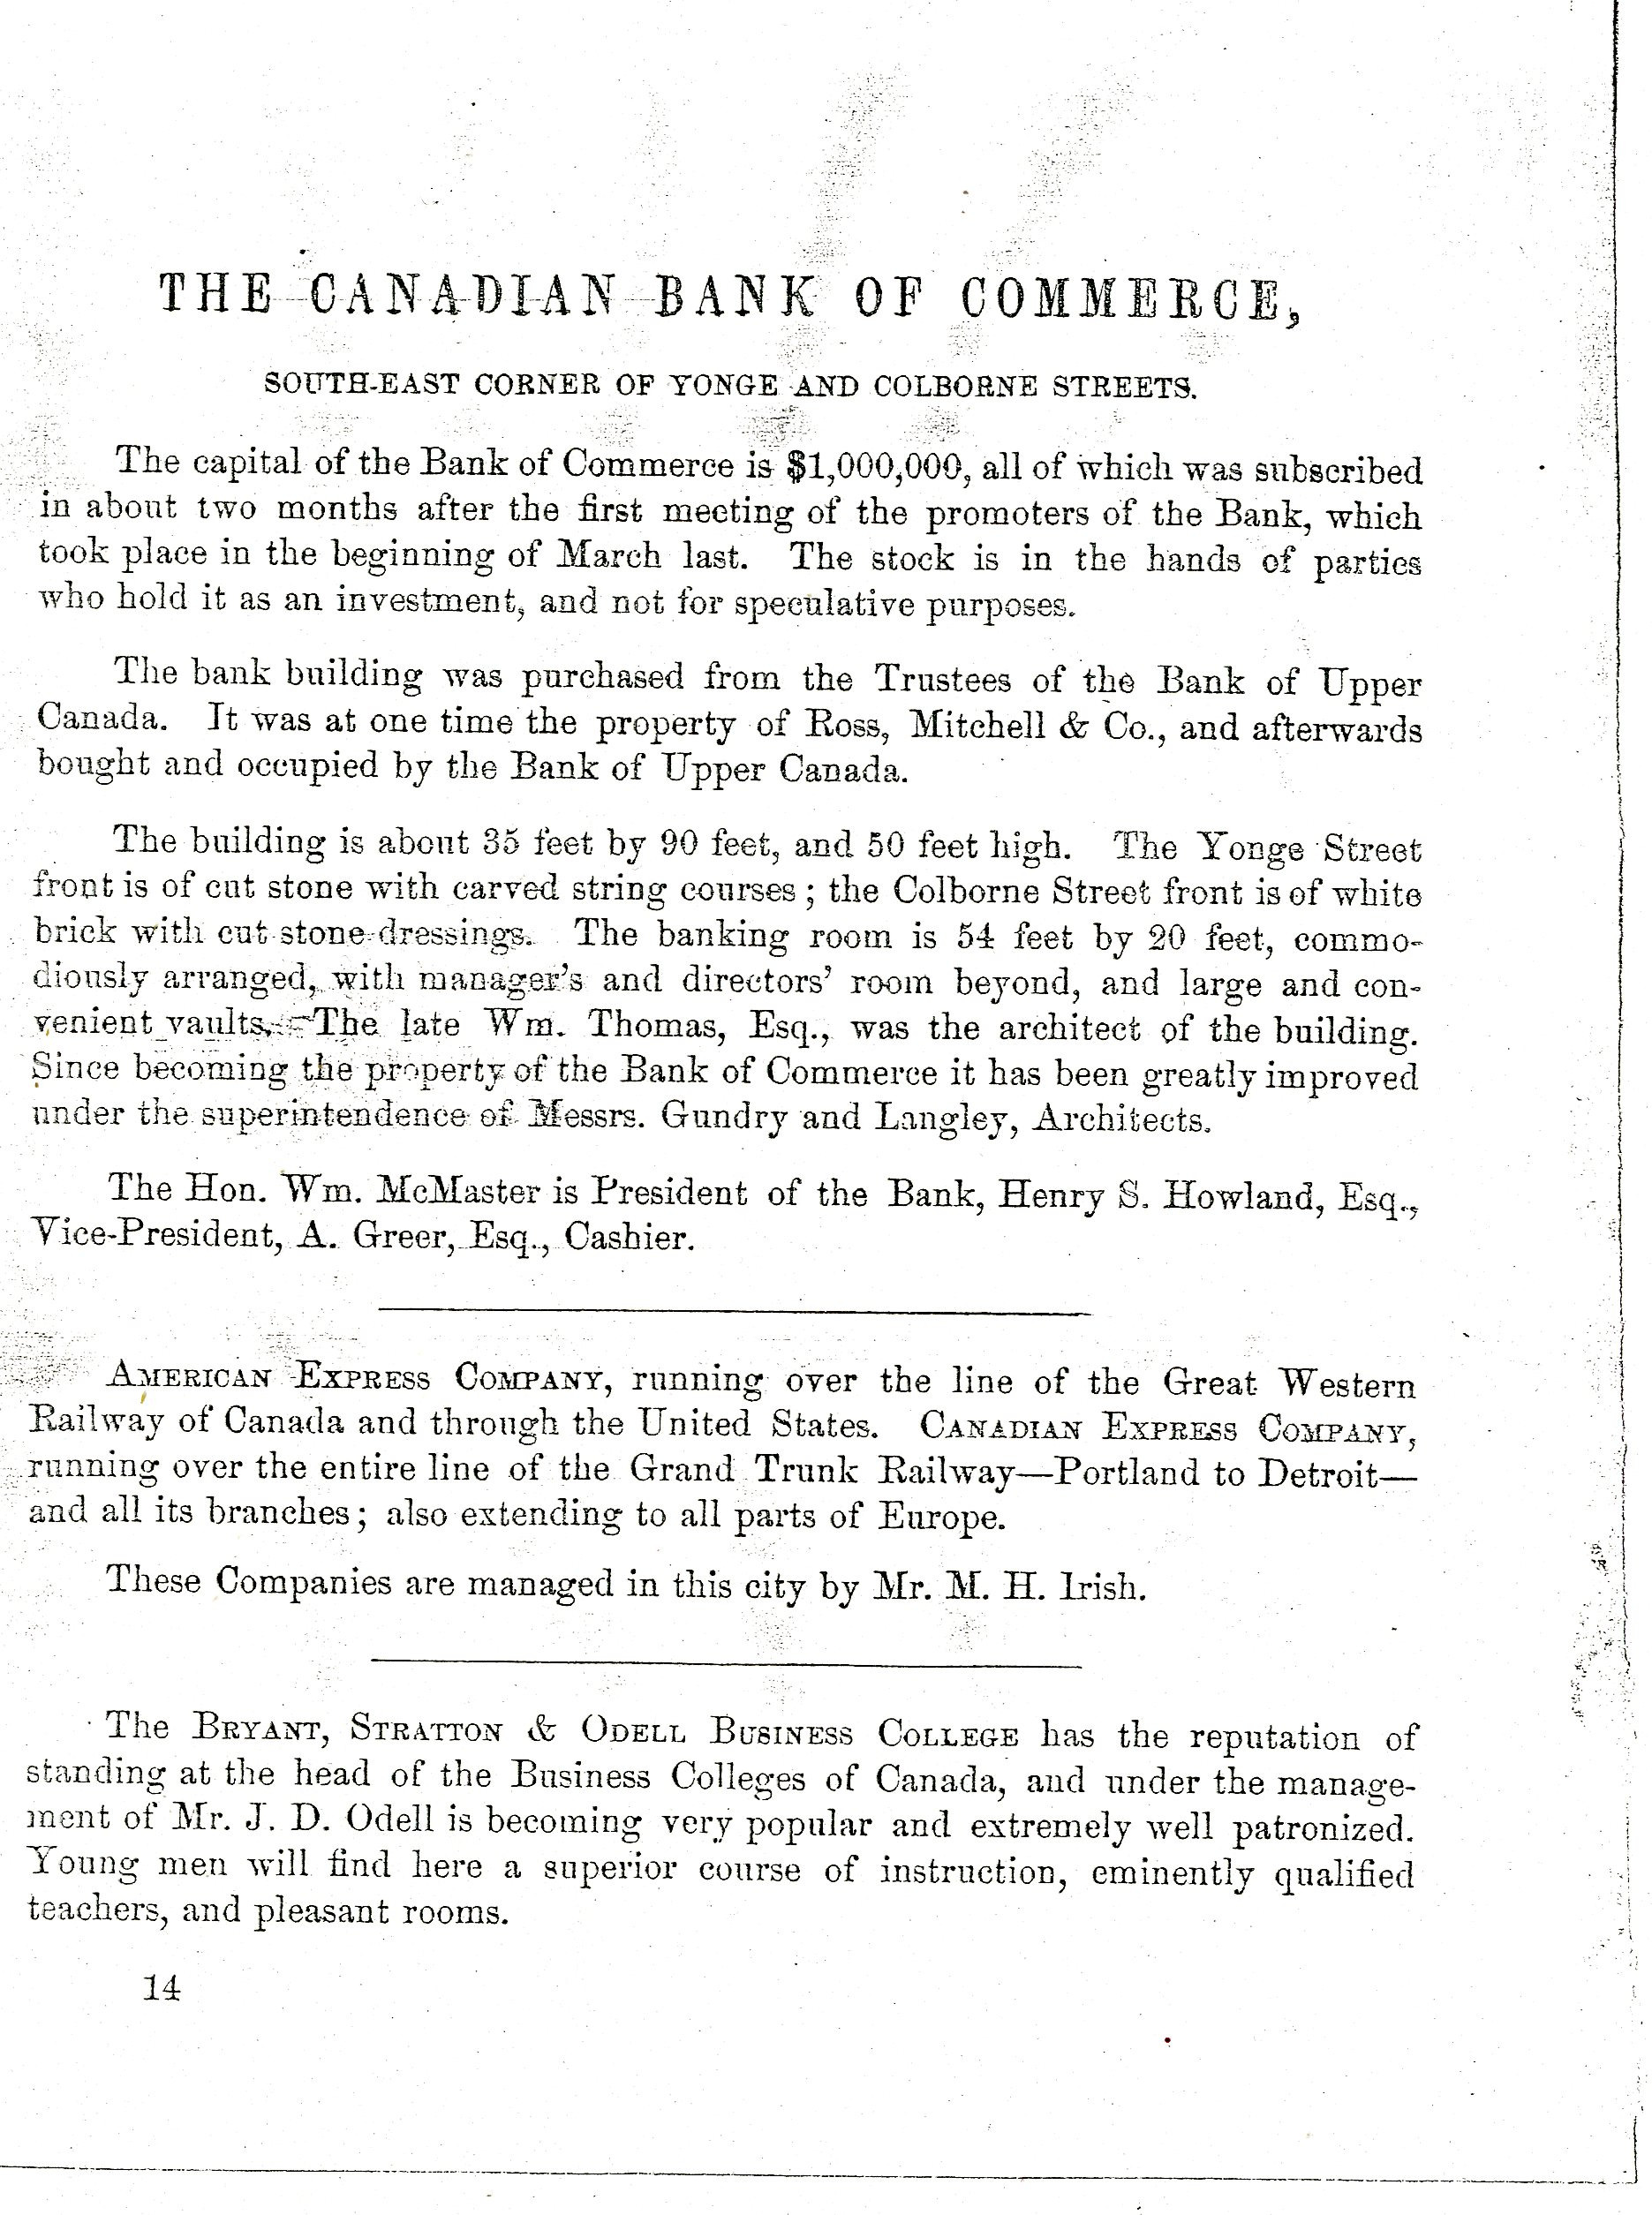 THE CANADIAN BANK OF COMMERCE,
SOUTH-EAST CORNER OF YONGE AND COLBORNE STREETS.
The capital of the Bank of Commerce is $1,000,000, all of which was subscribed
in about two months after the first meeting of the promoters of the Bank, which
took place in the beginning of March last. The stock is in the hands of parties
who hold it as an investment, and not for speculative purposes.
The bank building was purchased from the Trustees of the Bank of Upper
Canada. It was at one time the property of Ross, Mitchell & Co., and afterwards
bought and occupied by the Bank of Upper Canada.
The building is about 35 feet by 90 feet, and 50 feet high. The Yonge Street
front is of cut stone with carved string courses; the Colborne Street front is of white
brick with cut stone dressings. The banking room is 54 feet by 20 feet, commo-
diously arranged, with manager's and directors' room beyond, and large and con-
venient vaults. The late Wm. Thomas, Esq., was the architect of the building.
Since becoming the property of the Bank of Commerce it has been greatly improved
under the superintendence of Messrs. Gundry and Langley, Architects.
The Hon. Wm. McMaster is President of the Bank, Henry S. Howland, Esq.,
Vice-President, A. Greer, Esq., Cashier.
AMERICAN EXPRESS COMPANY, running over the line of the Great Western
Railway of Canada and through the United States. CANADIAN EXPRESS COMPANY,
running over the entire line of the Grand Trunk Railway—Portland to Detroit—
and all its branches; also extending to all parts of Europe.
These Companies are managed in this city by Mr. M. H. Irish.
The BRYANT, STRATTON & ODELL BUSINESS COLLEGE has the reputation of
standing at the head of the Business Colleges of Canada, and under the manage-
ment of Mr. J. D. Odell is becoming very popular and extremely well patronized.
Young men will find here a superior course of instruction, eminently qualified
teachers, and pleasant rooms.
14